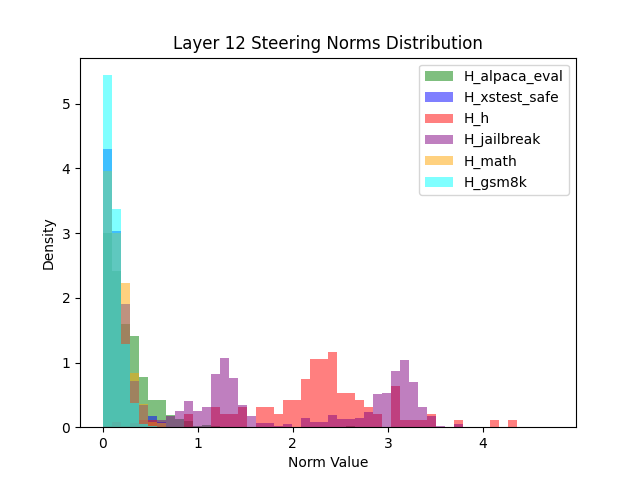 Layer 12 Steering Norms Distribution
H_alpaca_eval
H_xstest_safe
H_h
H_jailbreak
H_math
H_gsm8k
Density
5
4
3
2
1
0
0 1 2 3 4
Norm Value